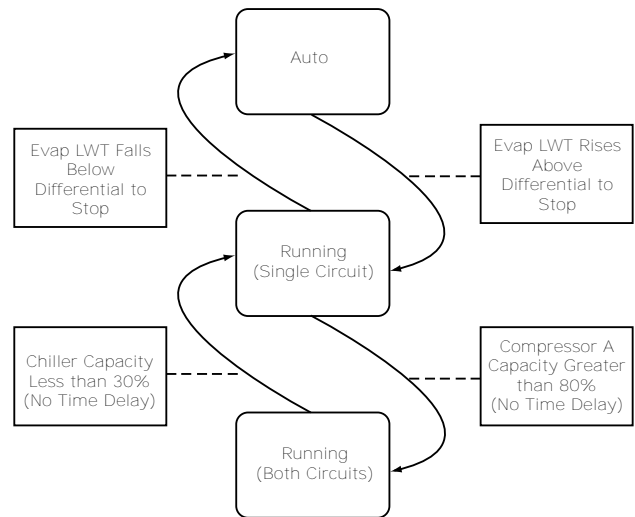 Auto
Evap LWT Falls
Below
Differential to
Stop
Evap LWT Rises
Above
Differential to
Stop
Running
(Single Circuit)
Chiller Capacity
Less than 30%
(No Time Delay)
Compressor A
Capacity Greater
than 80%
(No Time Delay)
Running
(Both Circuits)